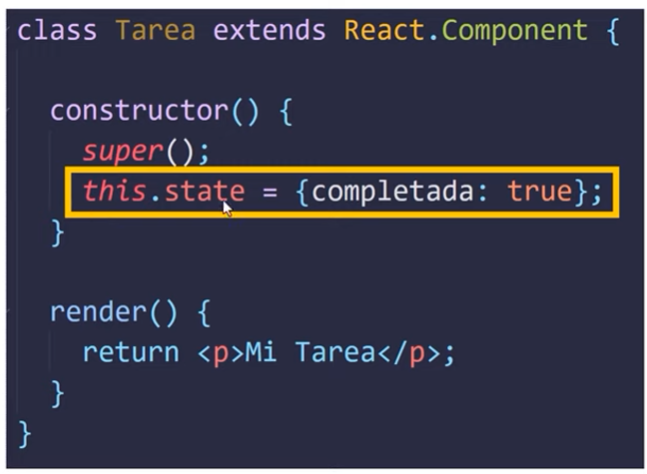 class Tarea extends React.Component {
constructor() {
super();
this.state = {completada: true};
}
render() {
return <p>Mi Tarea</p>;
}
}